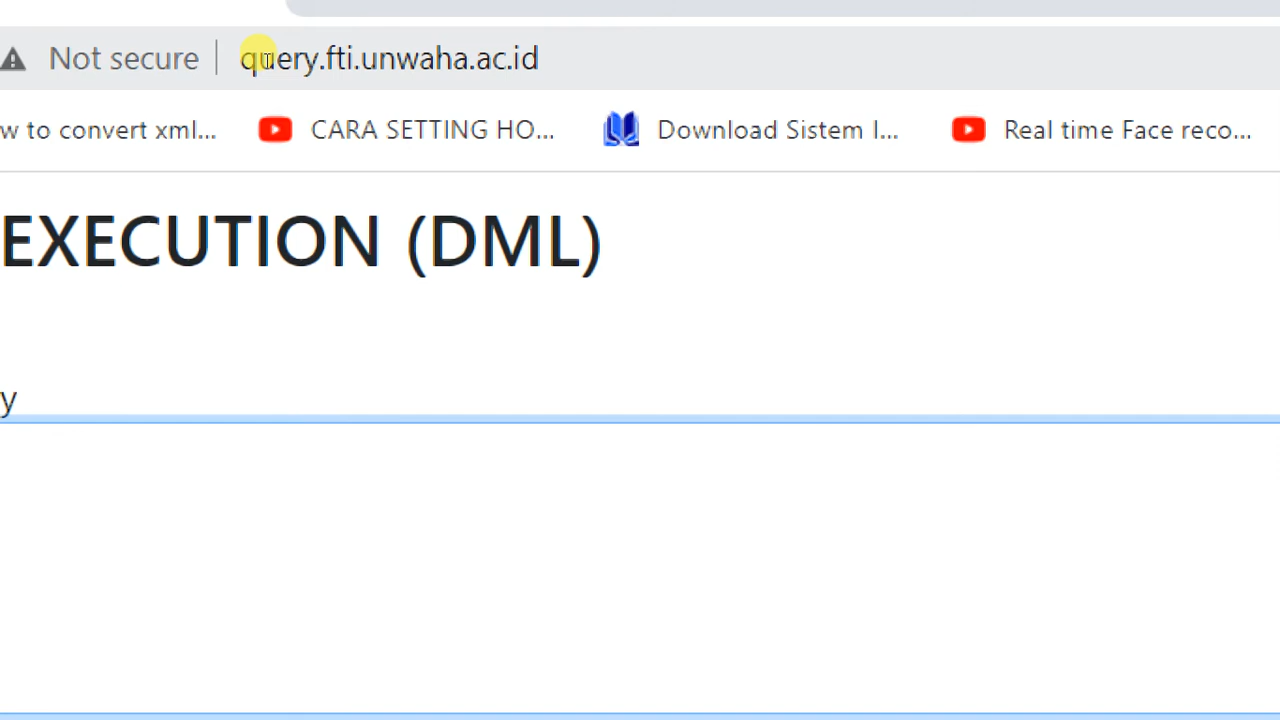 Not secure query.fti.unwaha.ac.id
w to convert xml... CARA SETTING HO... Download Sistem I... Real time Face reco...
EXECUTION (DML)
y